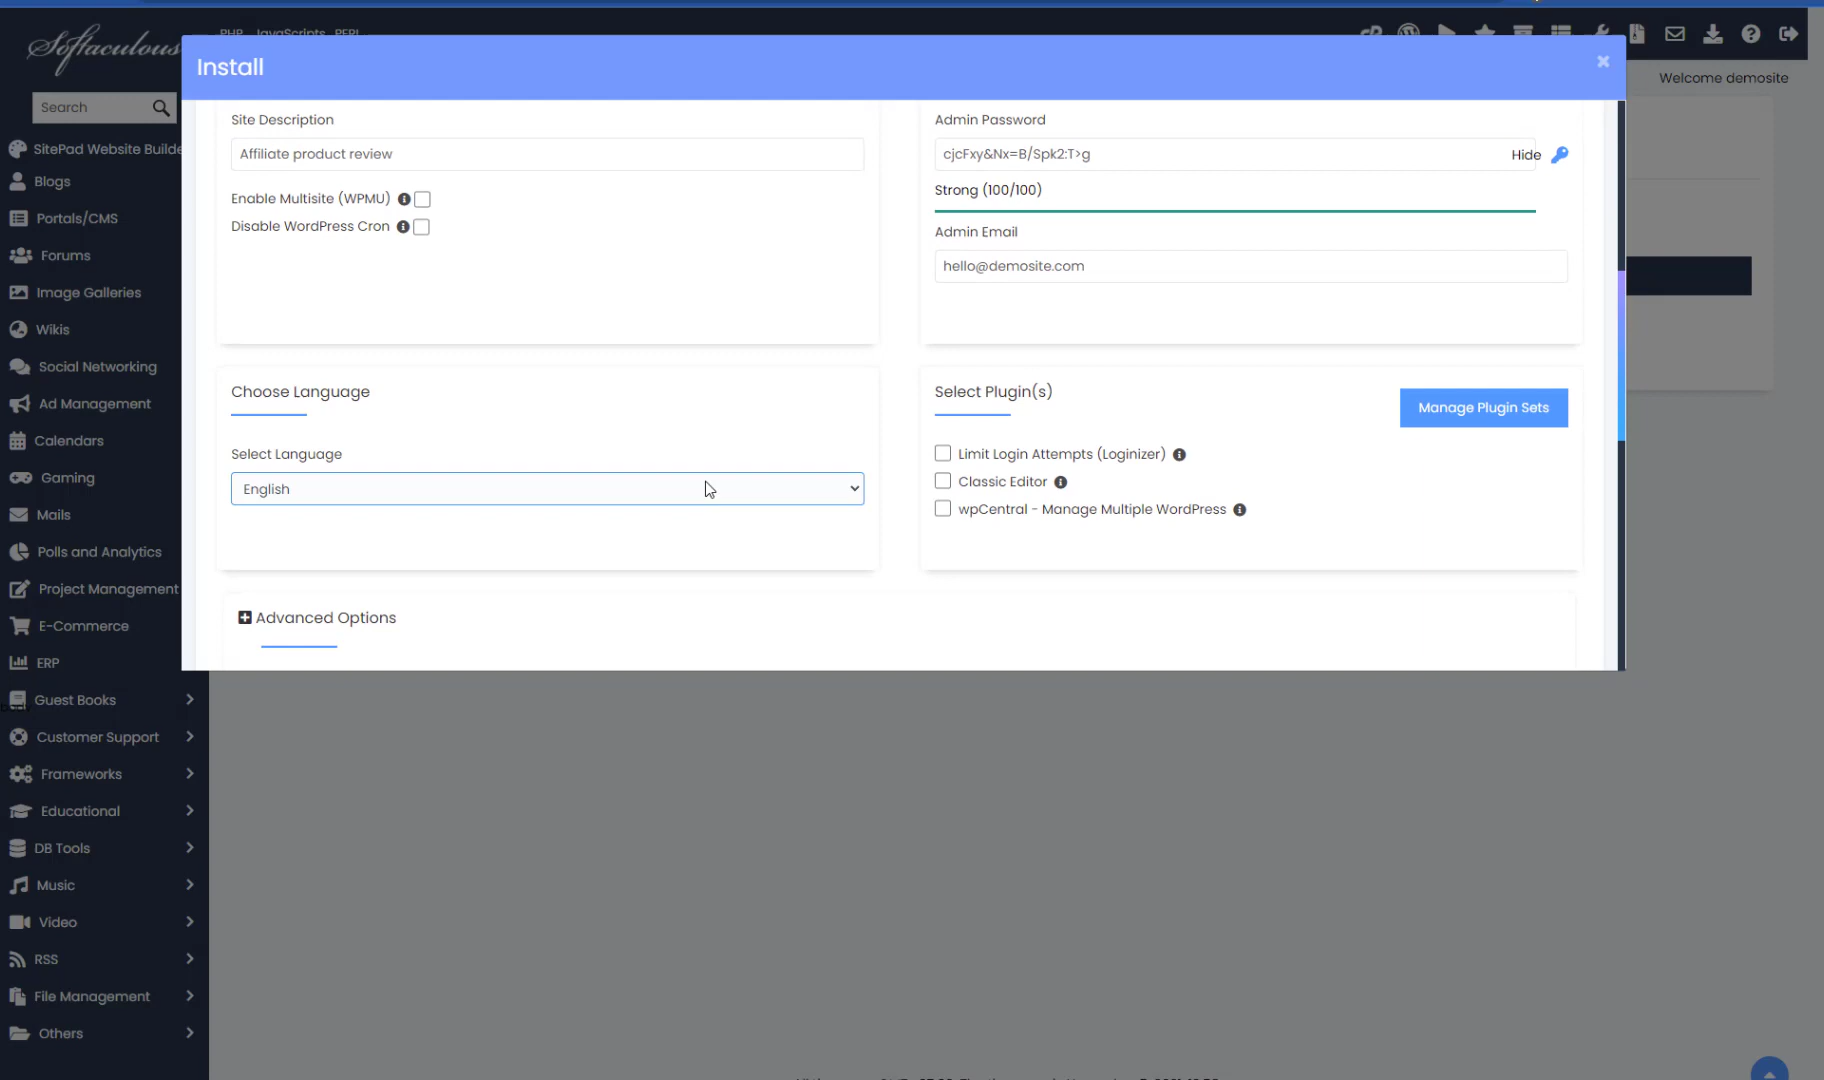 Softaculous
PHP JavaScripts PERL
Install
×
Welcome demosite
Search
SitePad Website Builde
Blogs
Portals/CMS
Forums
Image Galleries
Wikis
Social Networking
Ad Management
Calendars
Gaming
Mails
Polls and Analytics
Project Management
E-Commerce
ERP
Guest Books
Customer Support
Frameworks
Educational
DB Tools
Music
Video
RSS
File Management
Others
Site Description
Affiliate product review
Enable Multisite (WPMU)
Disable WordPress Cron
Admin Password
cjcFxy&Nx=B/Spk2:T>g
Hide
Strong (100/100)
Admin Email
hello@demosite.com
Choose Language
Select Language
English
Select Plugin(s)
Manage Plugin Sets
Limit Login Attempts (Loginizer)
Classic Editor
wpCentral - Manage Multiple WordPress
Advanced Options